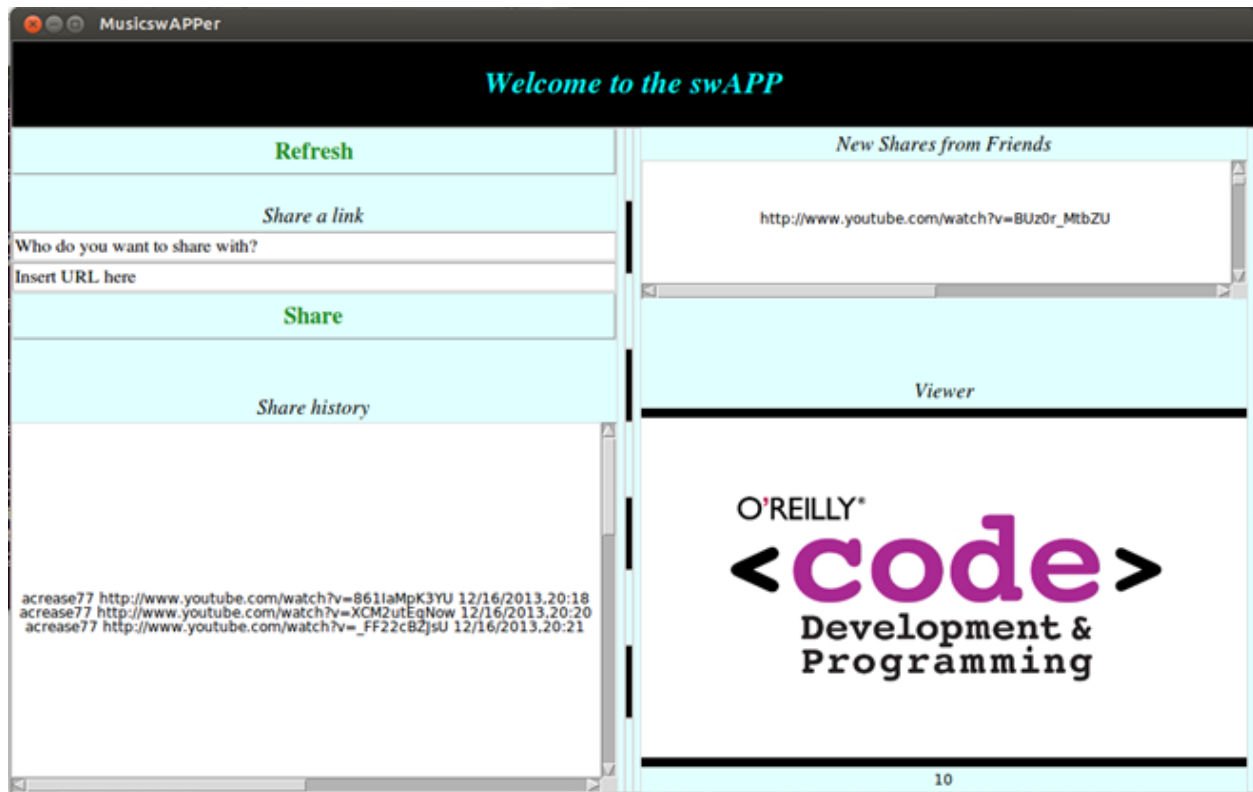 MusicswAPPer
Welcome to the swAPP
Refresh
Share a link
Who do you want to share with?
Insert URL here
Share
Share history
acrease77 http://www.youtube.com/watch?v=861IaMpK3YU 12/16/2013,20:18
acrease77 http://www.youtube.com/watch?v=XCM2utEqNow 12/16/2013,20:20
acrease77 http://www.youtube.com/watch?v=_FF22cBZJsU 12/16/2013,20:21
New Shares from Friends
http://www.youtube.com/watch?v=BUz0r_MtbZU
Viewer
O'REILLY®
<code>
Development &
Programming
10